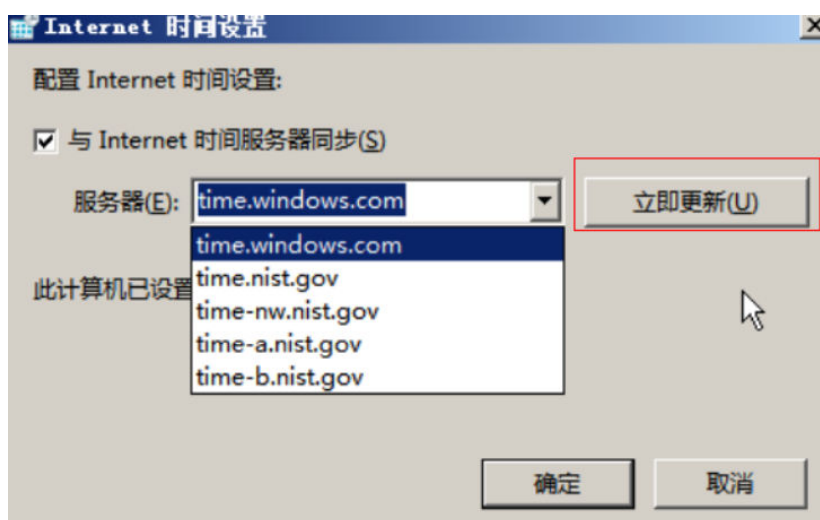 Internet 时间设置
配置 Internet 时间设置:
与 Internet 时间服务器同步(S)
服务器(E): time.windows.com 立即更新(U)
time.windows.com
time.nist.gov
此计算机已设置
time-nw.nist.gov
time-a.nist.gov
time-b.nist.gov
确定 取消